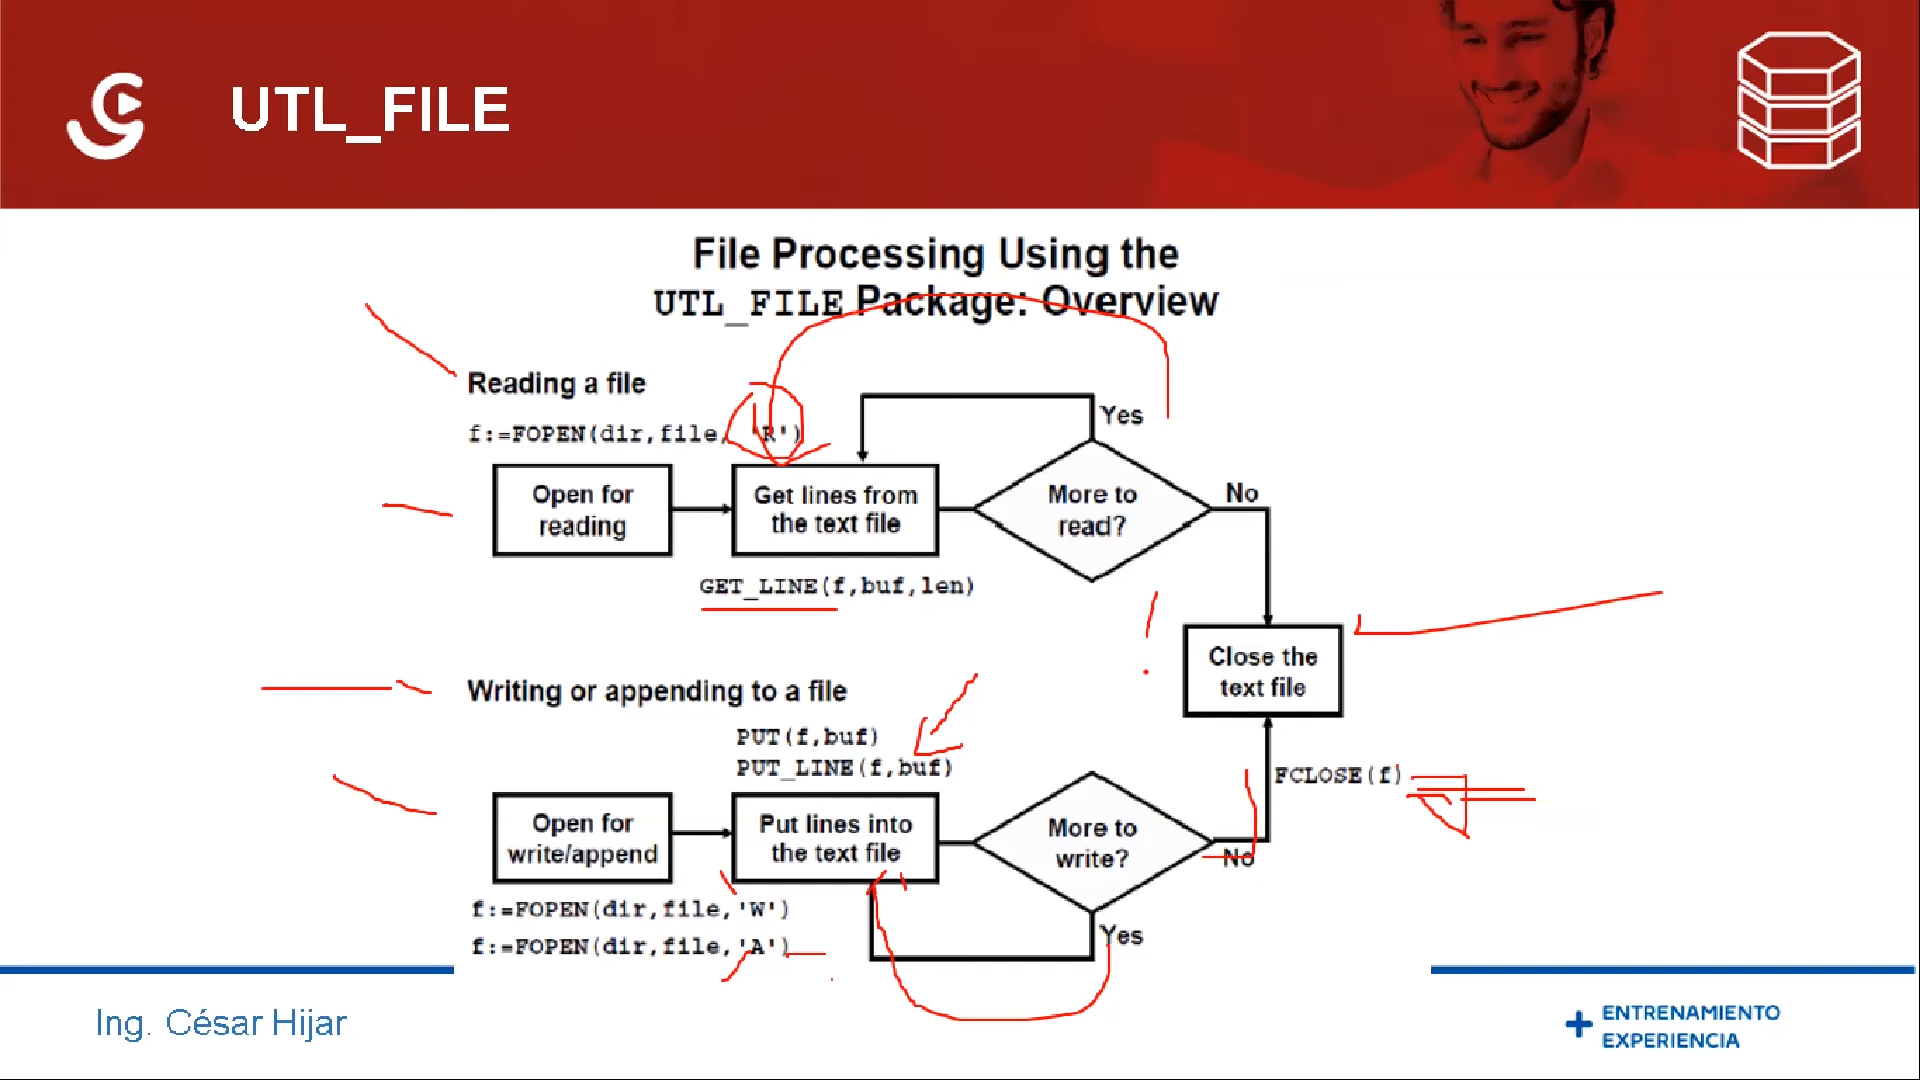 UTL_FILE
File Processing Using the
UTL_FILE Package: Overview
Reading a file
f:=FOPEN(dir,file, 'R')
Yes
Open for
reading
Get lines from
the text file
More to
read?
No
GET_LINE(f,buf,len)
Close the
text file
Writing or appending to a file
PUT(f,buf)
PUT_LINE(f,buf)
FCLOSE(f)
Open for
write/append
Put lines into
the text file
More to
write?
No
f:=FOPEN(dir,file,'W')
f:=FOPEN(dir,file,'A')
Yes
Ing. César Hijar
+ ENTRENAMIENTO
EXPERIENCIA